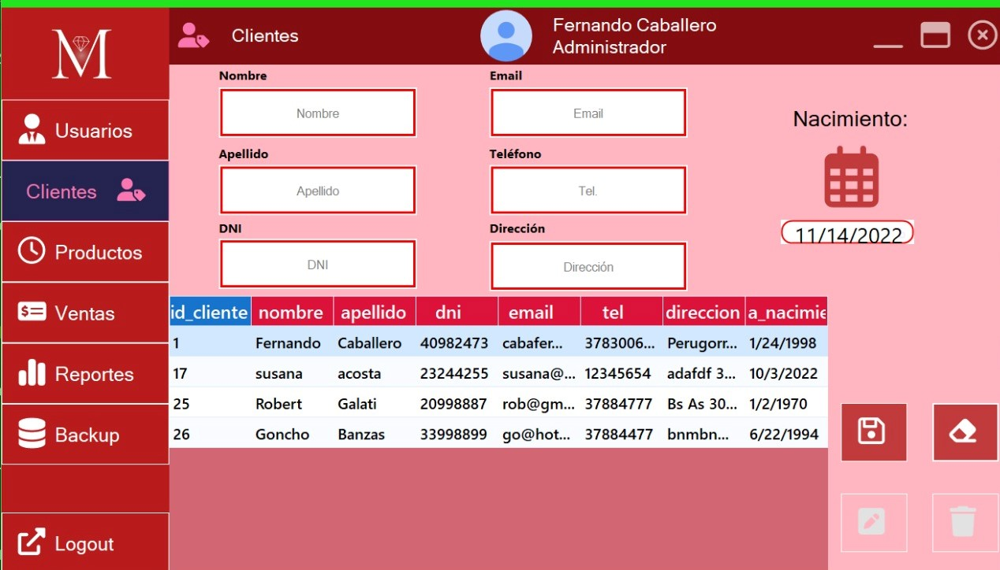 M
Clientes
Fernando Caballero
Administrador
Usuarios
Clientes
Productos
Ventas
Reportes
Backup
Logout
Nombre
Nombre
Email
Email
Apellido
Apellido
Teléfono
Tel.
DNI
DNI
Dirección
Dirección
Nacimiento:
11/14/2022
id_cliente nombre apellido dni email tel direccion a_nacimie
1 Fernando Caballero 40982473 cabafer... 3783006... Perugorr... 1/24/1998
17 susana acosta 23244255 susana@... 12345654 adafdf 3... 10/3/2022
25 Robert Galati 20998887 rob@gm... 37884777 Bs As 30... 1/2/1970
26 Goncho Banzas 33998899 go@hot... 37884477 bnmbn... 6/22/1994